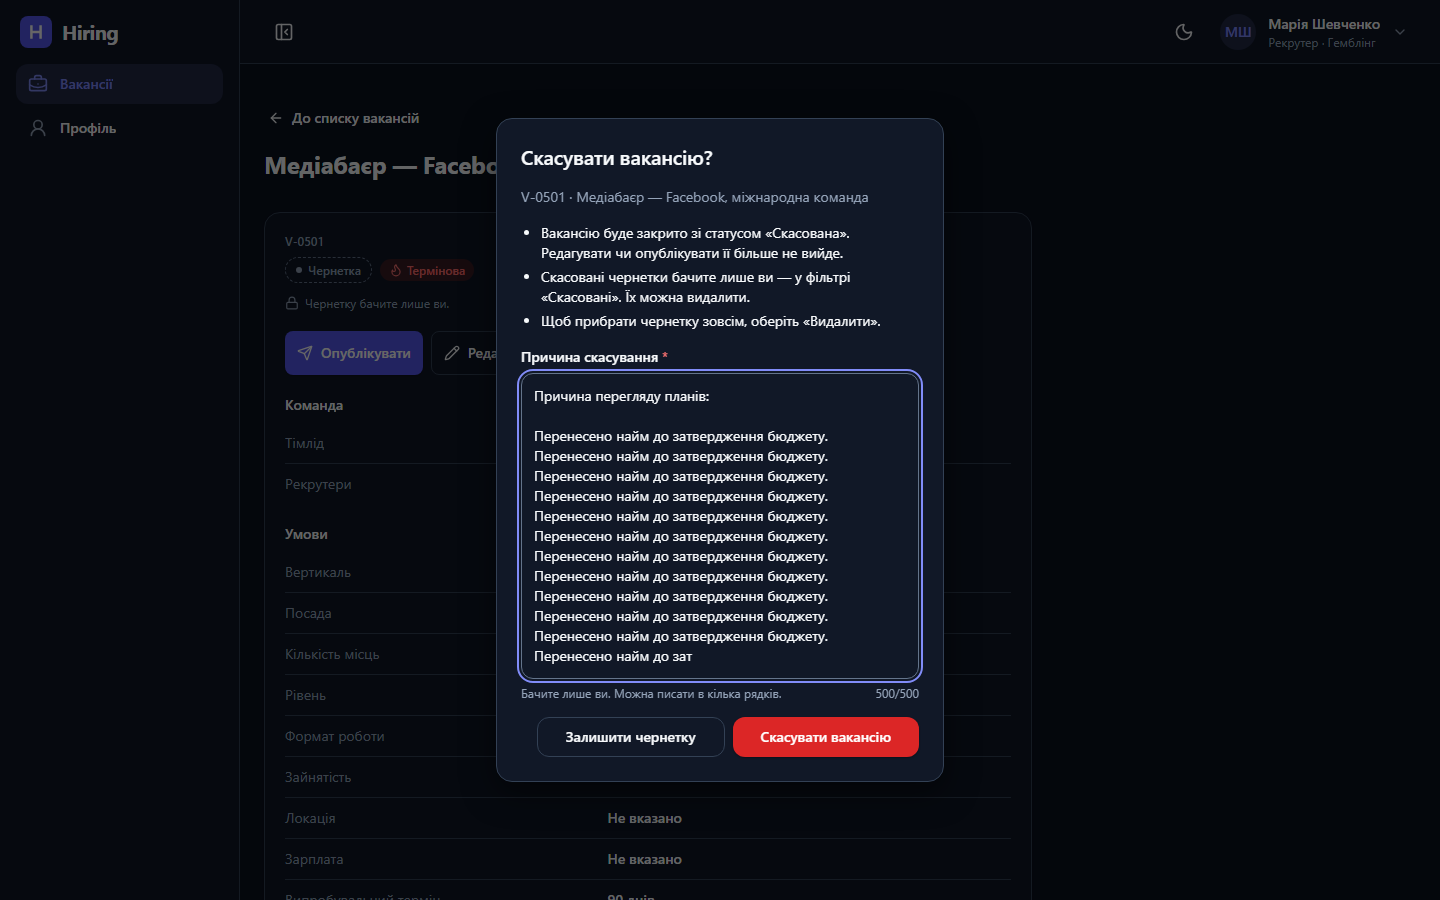 H Hiring
Вакансії
Профіль
МШ
Марія Шевченко
Рекрутер · Гемблінг
До списку вакансій
Медіабаєр — Facebo
V-0501
Чернетка
Термінова
Чернетку бачите лише ви.
Опублікувати
Реда
Команда
Тімлід
Рекрутери
Умови
Вертикаль
Посада
Кількість місць
Рівень
Формат роботи
Зайнятість
Локація
Не вказано
Зарплата
Не вказано
Випробувальний термін
90 днів
Скасувати вакансію?
V-0501 · Медіабаєр — Facebook, міжнародна команда
• Вакансію буде закрито зі статусом «Скасована».
Редагувати чи опублікувати її більше не вийде.
• Скасовані чернетки бачите лише ви — у фільтрі
«Скасовані». Їх можна видалити.
• Щоб прибрати чернетку зовсім, оберіть «Видалити».
Причина скасування *
Причина перегляду планів:
Перенесено найм до затвердження бюджету.
Перенесено найм до затвердження бюджету.
Перенесено найм до затвердження бюджету.
Перенесено найм до затвердження бюджету.
Перенесено найм до затвердження бюджету.
Перенесено найм до затвердження бюджету.
Перенесено найм до затвердження бюджету.
Перенесено найм до затвердження бюджету.
Перенесено найм до затвердження бюджету.
Перенесено найм до затвердження бюджету.
Перенесено найм до затвердження бюджету.
Перенесено найм до зат
Бачите лише ви. Можна писати в кілька рядків.
500/500
Залишити чернетку
Скасувати вакансію